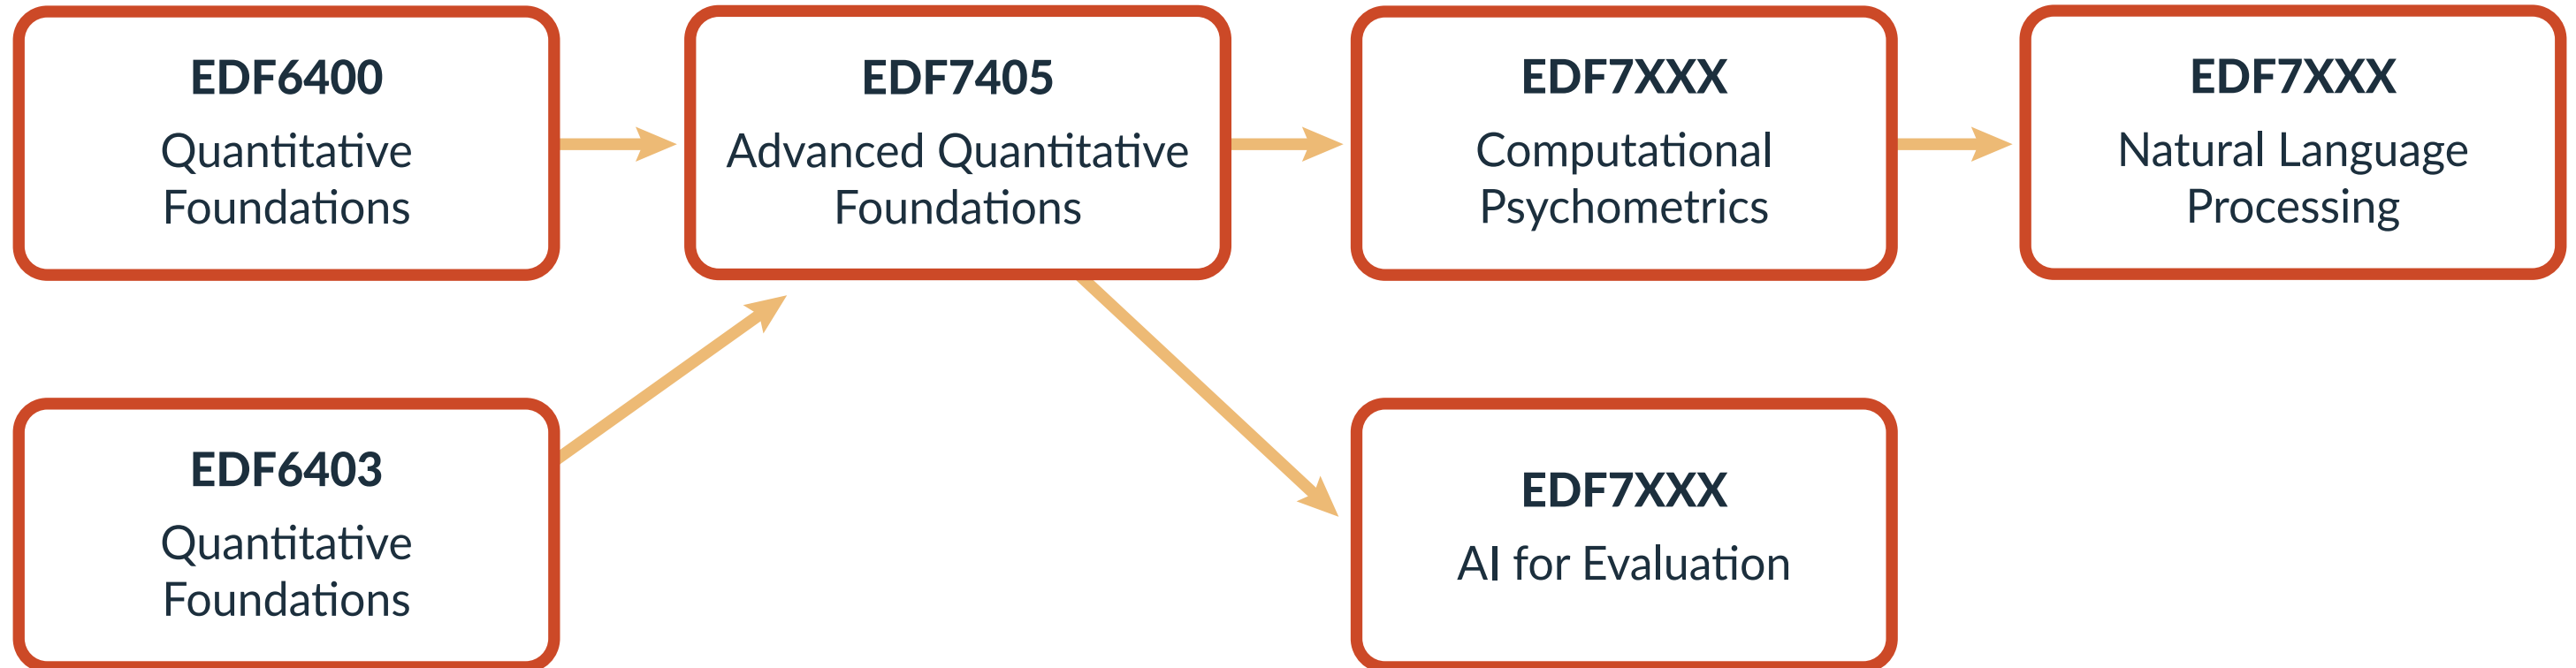 EDF6400
Quantitative
Foundations
EDF7405
Advanced Quantitative
Foundations
EDF7XXX
Computational
Psychometrics
EDF7XXX
Natural Language
Processing
EDF6403
Quantitative
Foundations
EDF7XXX
AI for Evaluation